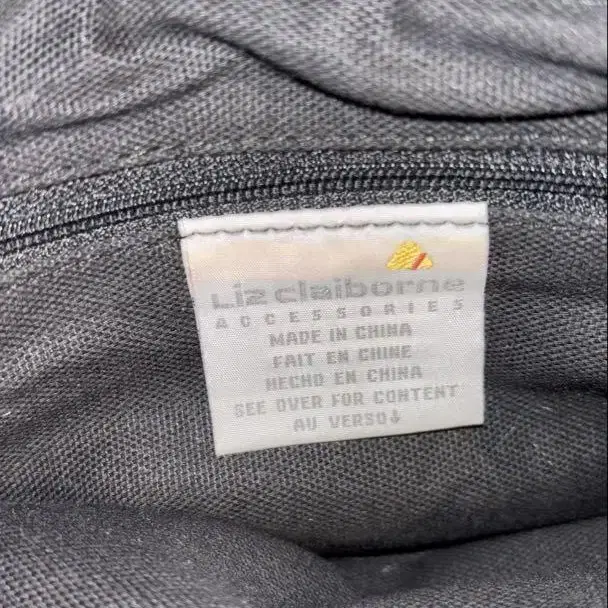 Liz claiborne
ACCESSORIES
MADE IN CHINA
FAIT EN CHINE
HECHO EN CHINA
SEE OVER FOR CONTENT
AU VERSO↓